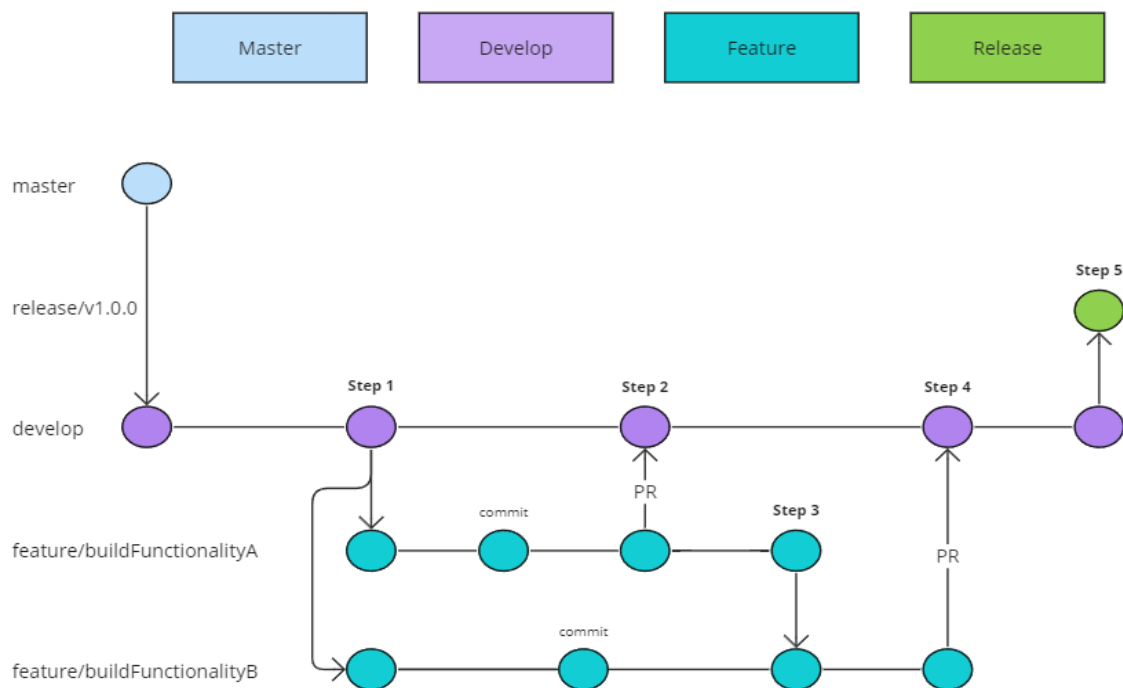 Master
Develop
Feature
Release
master
Step 5
release/v1.0.0
Step 1
Step 2
Step 4
develop
PR
commit
Step 3
feature/buildFunctionalityA
PR
commit
feature/buildFunctionalityB